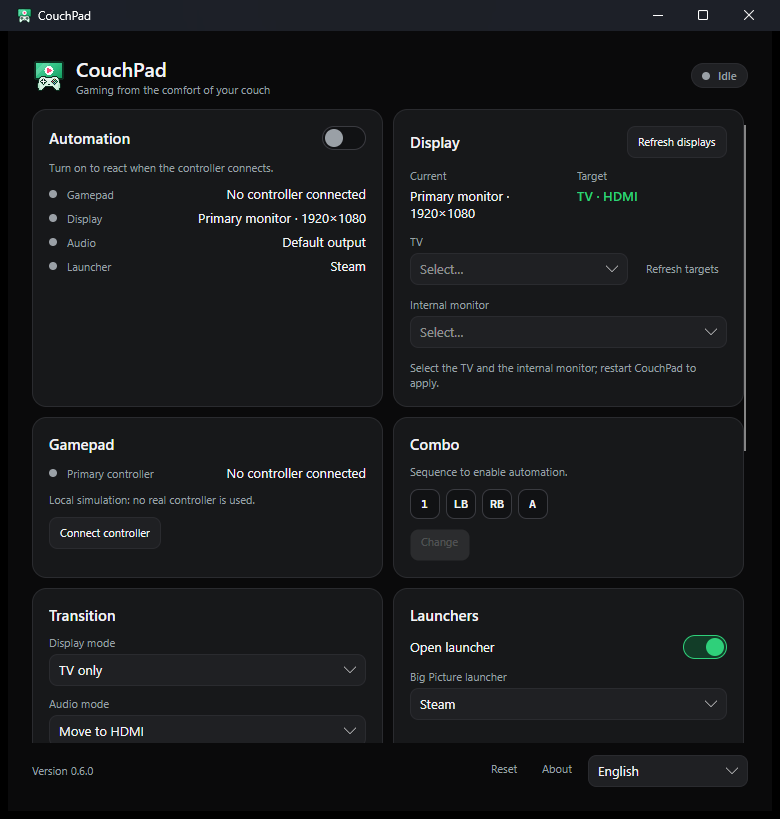 CouchPad
CouchPad
Gaming from the comfort of your couch
Idle
Automation
Turn on to react when the controller connects.
Gamepad No controller connected
Display Primary monitor · 1920×1080
Audio Default output
Launcher Steam
Display
Refresh displays
Current Target
Primary monitor · TV · HDMI
1920×1080
TV
Select... Refresh targets
Internal monitor
Select...
Select the TV and the internal monitor; restart CouchPad to
apply.
Gamepad
Primary controller No controller connected
Local simulation: no real controller is used.
Connect controller
Combo
Sequence to enable automation.
1 LB RB A
Change
Transition
Display mode
TV only
Audio mode
Move to HDMI
Launchers
Open launcher
Big Picture launcher
Steam
Version 0.6.0
Reset About English